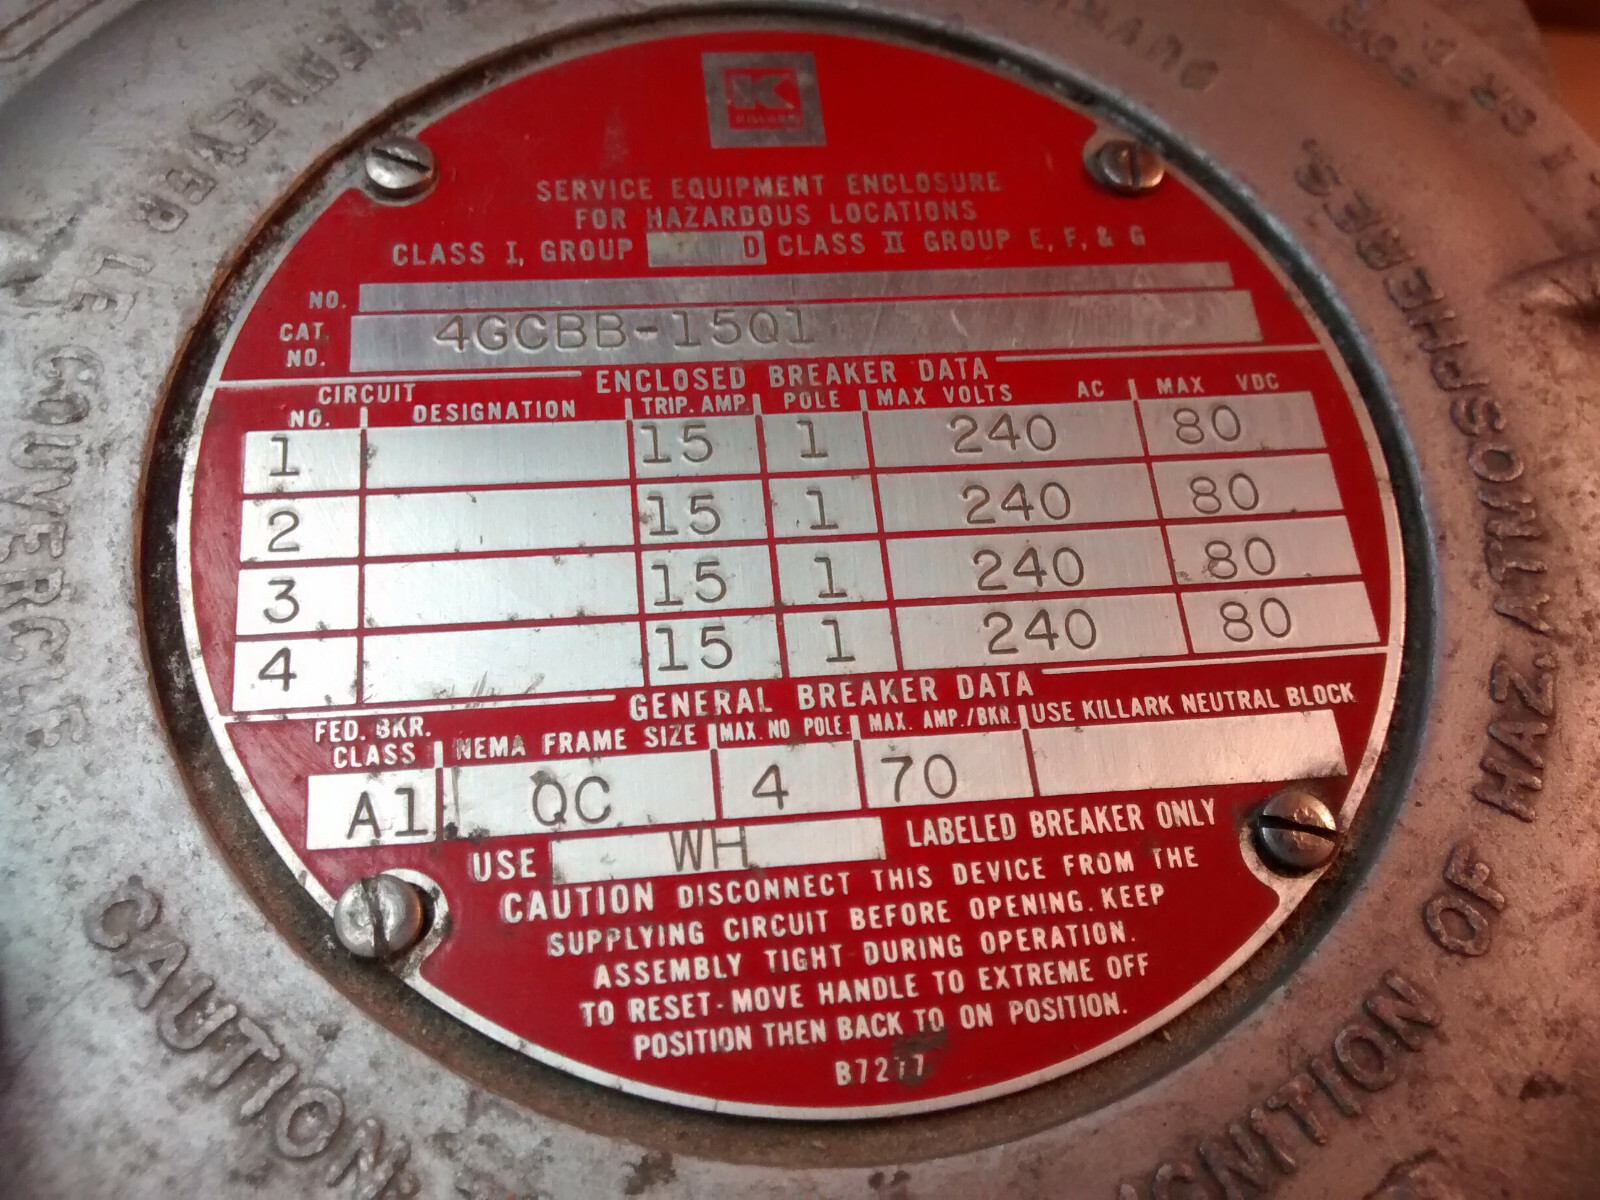 K
KILLARK
SERVICE EQUIPMENT ENCLOSURE
FOR HAZARDOUS LOCATIONS
CLASS I, GROUP D CLASS II GROUP E, F, & G
NO.
CAT. NO. 4GCBB-15Q1
ENCLOSED BREAKER DATA
CIRCUIT NO. DESIGNATION TRIP. AMP. POLE MAX VOLTS AC MAX VDC
1 15 1 240 80
2 15 1 240 80
3 15 1 240 80
4 15 1 240 80
GENERAL BREAKER DATA
FED. BKR. CLASS NEMA FRAME SIZE MAX. NO POLE. MAX. AMP./BKR. USE KILLARK NEUTRAL BLOCK
A1 QC 4 70
USE WH LABELED BREAKER ONLY
CAUTION DISCONNECT THIS DEVICE FROM THE
SUPPLYING CIRCUIT BEFORE OPENING. KEEP
ASSEMBLY TIGHT DURING OPERATION.
TO RESET-MOVE HANDLE TO EXTREME OFF
POSITION THEN BACK TO ON POSITION.
CAUTION
IGNITION OF HAZ. ATMOSPHERES.
ENLEVER LE COUVERCLE